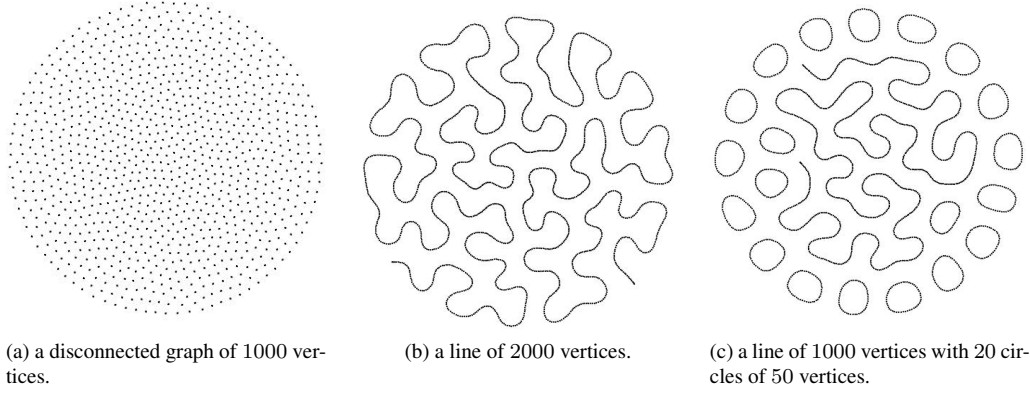 (a) a disconnected graph of 1000 ver-
tices.
(b) a line of 2000 vertices.
(c) a line of 1000 vertices with 20 cir-
cles of 50 vertices.